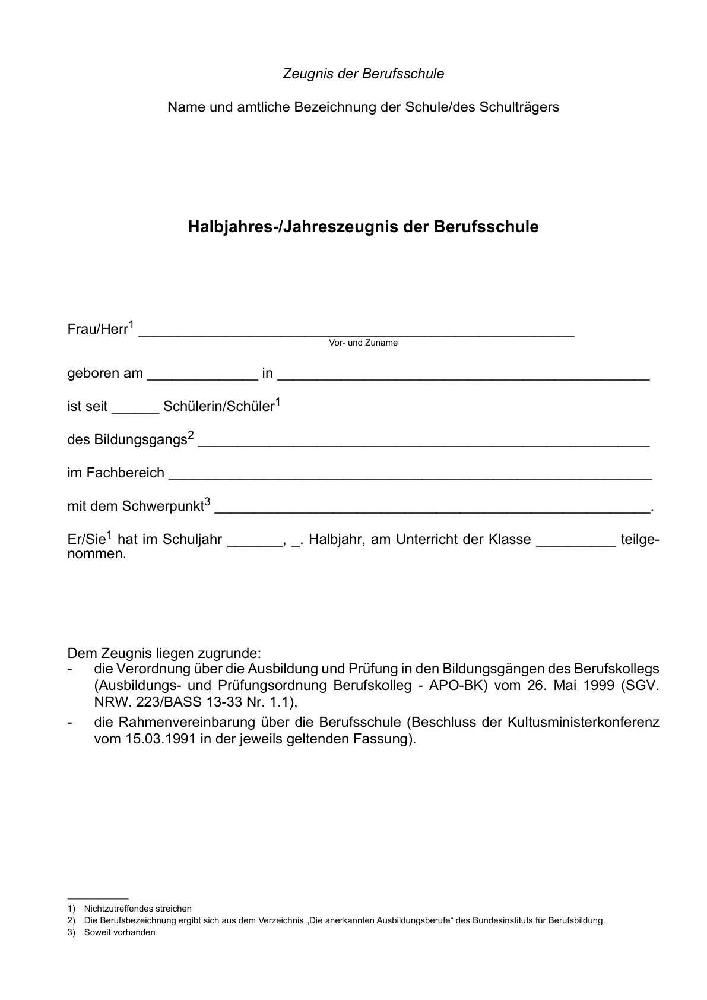 Zeugnis der Berufsschule
Name und amtliche Bezeichnung der Schule/des Schulträgers
Halbjahres-/Jahreszeugnis der Berufsschule
Frau/Herr1 _______________________________________________________
Vor- und Zuname
geboren am ______________ in _______________________________________________
ist seit ______ Schülerin/Schüler1
des Bildungsgangs2 _________________________________________________________
im Fachbereich _____________________________________________________________
mit dem Schwerpunkt3 _______________________________________________________.
Er/Sie1 hat im Schuljahr _______, _. Halbjahr, am Unterricht der Klasse __________ teilge-
nommen.
Dem Zeugnis liegen zugrunde:
- die Verordnung über die Ausbildung und Prüfung in den Bildungsgängen des Berufskollegs
(Ausbildungs- und Prüfungsordnung Berufskolleg - APO-BK) vom 26. Mai 1999 (SGV.
NRW. 223/BASS 13-33 Nr. 1.1),
- die Rahmenvereinbarung über die Berufsschule (Beschluss der Kultusministerkonferenz
vom 15.03.1991 in der jeweils geltenden Fassung).
1) Nichtzutreffendes streichen
2) Die Berufsbezeichnung ergibt sich aus dem Verzeichnis „Die anerkannten Ausbildungsberufe“ des Bundesinstituts für Berufsbildung.
3) Soweit vorhanden